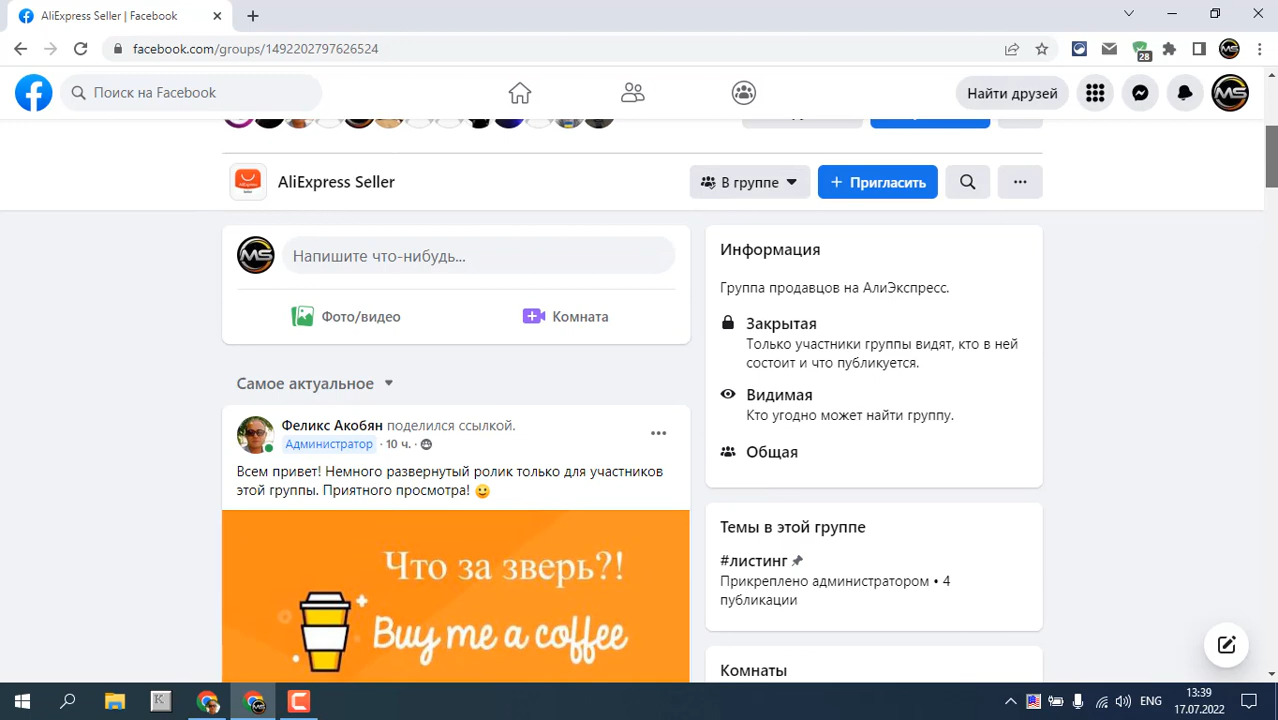 AliExpress Seller | Facebook
facebook.com/groups/1492202797626524
28
MS
Поиск на Facebook
Найти друзей
MS
AliExpress Seller
В группе
Пригласить
MS
Напишите что-нибудь...
Фото/видео
Комната
Самое актуальное
Феликс Акобян поделился ссылкой.
Администратор · 10 ч. ·
Всем привет! Немного развернутый ролик только для участников
этой группы. Приятного просмотра!
Что за зверь?!
Buy me a coffee
Информация
Группа продавцов на АлиЭкспресс.
Закрытая
Только участники группы видят, кто в ней
состоит и что публикуется.
Видимая
Кто угодно может найти группу.
Общая
Темы в этой группе
#листинг
Прикреплено администратором • 4
публикации
Комнаты
K
ENG
13:39
17.07.2022